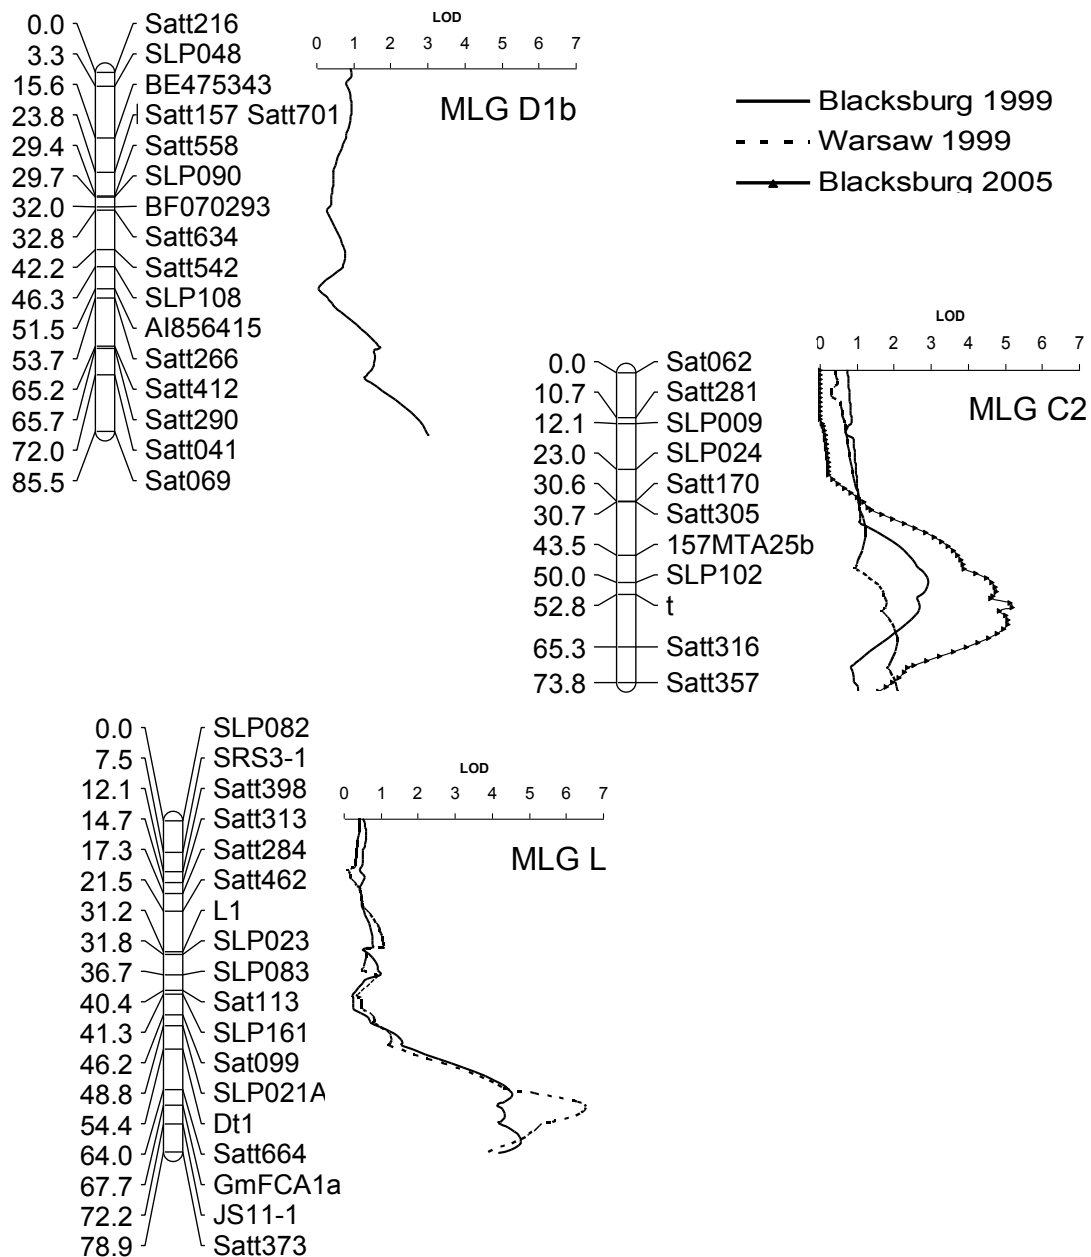 0.0 Satt216
3.3 SLP048
15.6 BE475343
23.8 Satt157 Satt701
29.4 Satt558
29.7 SLP090
32.0 BF070293
32.8 Satt634
42.2 Satt542
46.3 SLP108
51.5 AI856415
53.7 Satt266
65.2 Satt412
65.7 Satt290
72.0 Satt041
85.5 Sat069
LOD
0 1 2 3 4 5 6 7
MLG D1b
Blacksburg 1999
Warsaw 1999
Blacksburg 2005
0.0 Sat062
10.7 Satt281
12.1 SLP009
23.0 SLP024
30.6 Satt170
30.7 Satt305
43.5 157MTA25b
50.0 SLP102
52.8 t
65.3 Satt316
73.8 Satt357
LOD
0 1 2 3 4 5 6 7
MLG C2
0.0 SLP082
7.5 SRS3-1
12.1 Satt398
14.7 Satt313
17.3 Satt284
21.5 Satt462
31.2 L1
31.8 SLP023
36.7 SLP083
40.4 Sat113
41.3 SLP161
46.2 Sat099
48.8 SLP021A
54.4 Dt1
64.0 Satt664
67.7 GmFCA1a
72.2 JS11-1
78.9 Satt373
LOD
0 1 2 3 4 5 6 7
MLG L